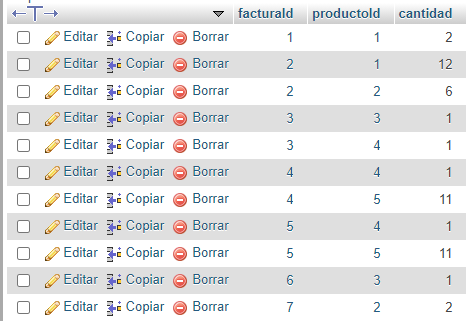 facturaId productoId cantidad
Editar Copiar Borrar 1 1 2
Editar Copiar Borrar 2 1 12
Editar Copiar Borrar 2 2 6
Editar Copiar Borrar 3 3 1
Editar Copiar Borrar 3 4 1
Editar Copiar Borrar 4 4 1
Editar Copiar Borrar 4 5 11
Editar Copiar Borrar 5 4 1
Editar Copiar Borrar 5 5 11
Editar Copiar Borrar 6 3 1
Editar Copiar Borrar 7 2 2